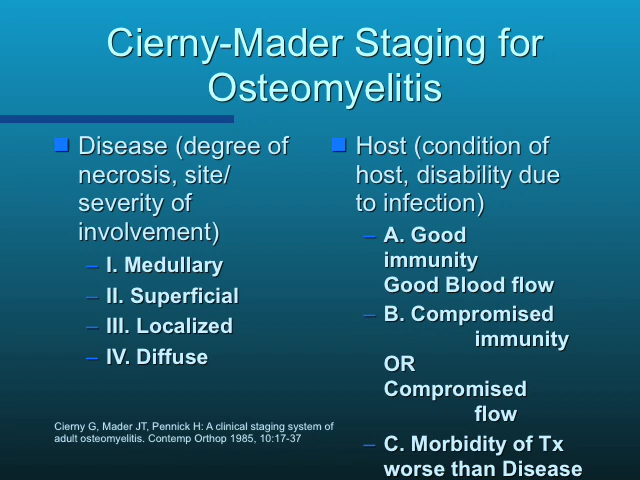 Cierny-Mader Staging for
Osteomyelitis
Disease (degree of
necrosis, site/
severity of
involvement)
– I. Medullary
– II. Superficial
– III. Localized
– IV. Diffuse
Cierny G, Mader JT, Pennick H: A clinical staging system of
adult osteomyelitis. Contemp Orthop 1985, 10:17-37
Host (condition of
host, disability due
to infection)
– A. Good
immunity
Good Blood flow
– B. Compromised
immunity
OR
Compromised
flow
– C. Morbidity of Tx
worse than Disease